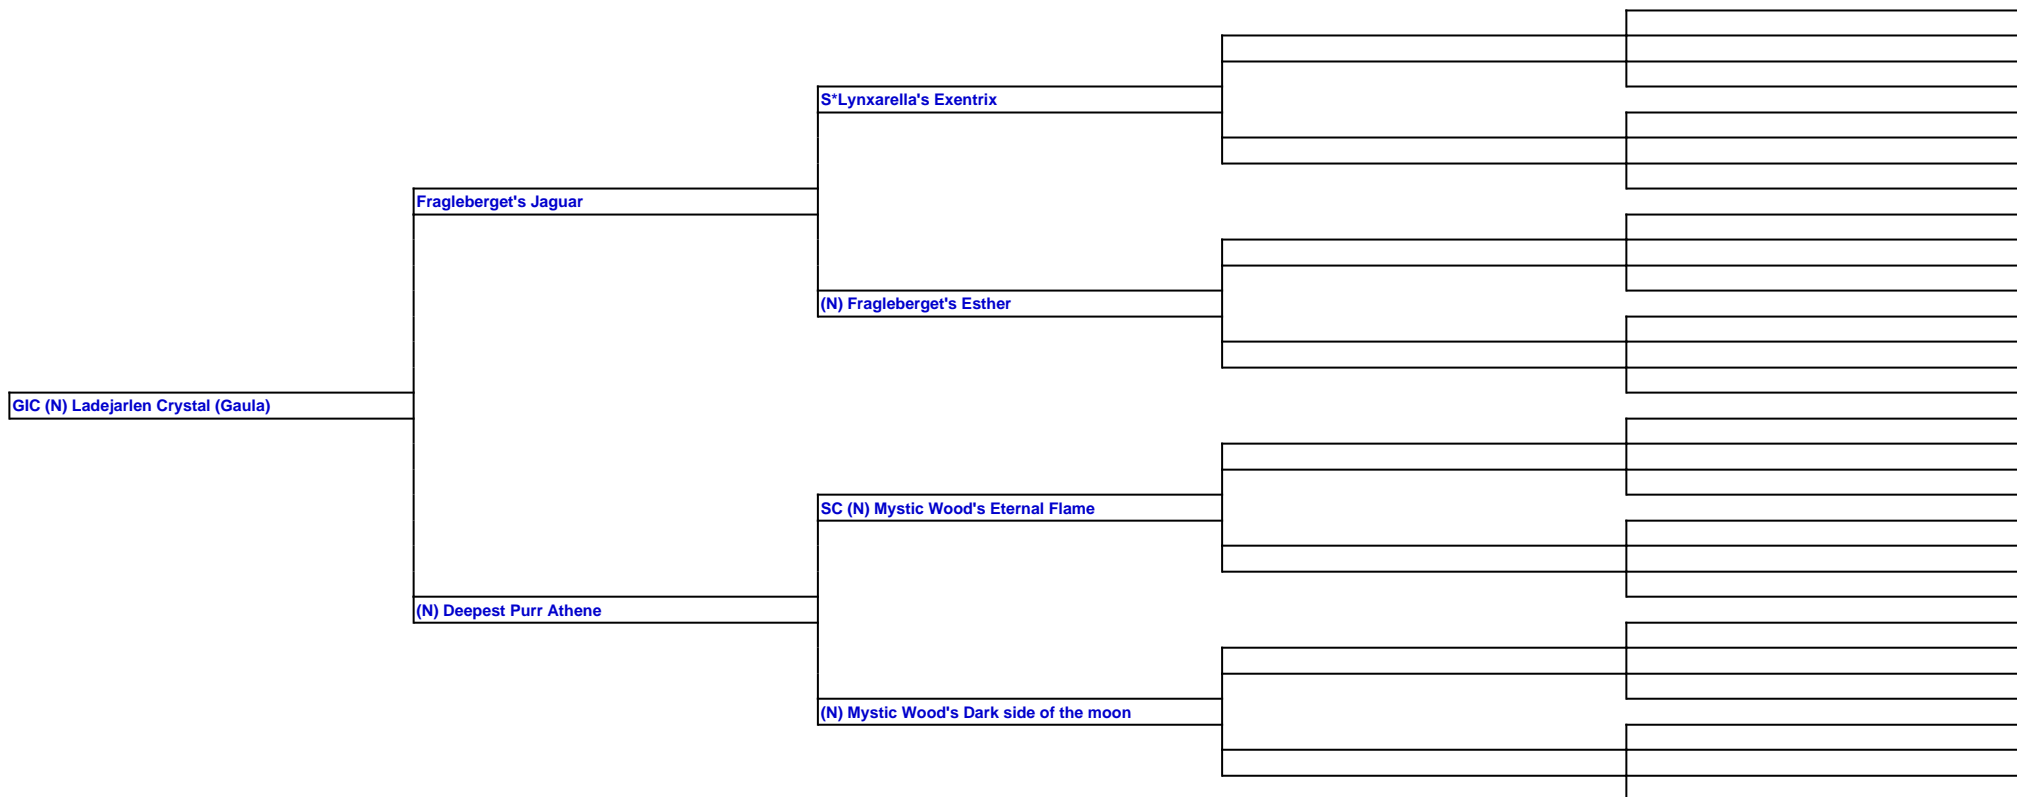 S*Lynxarella's Exentrix
Fragleberget's Jaguar
(N) Fragleberget's Esther
GIC (N) Ladejarlen Crystal (Gaula)
SC (N) Mystic Wood's Eternal Flame
(N) Deepest Purr Athene
(N) Mystic Wood's Dark side of the moon